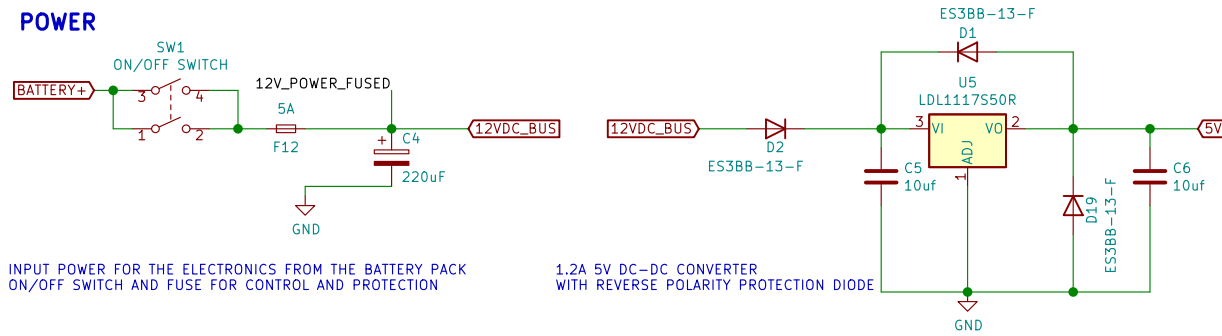 POWER
SW1
ON/OFF SWITCH
BATTERY+
3
4
1
2
12V_POWER_FUSED
5A
F12
+
C4
220uF
12VDC_BUS
GND
INPUT POWER FOR THE ELECTRONICS FROM THE BATTERY PACK
ON/OFF SWITCH AND FUSE FOR CONTROL AND PROTECTION
ES3BB-13-F
D1
U5
LDL1117S50R
12VDC_BUS
D2
ES3BB-13-F
3
VI
VO
2
ADJ
1
5V
C5
10uf
D19
ES3BB-13-F
C6
10uf
GND
1.2A 5V DC-DC CONVERTER
WITH REVERSE POLARITY PROTECTION DIODE